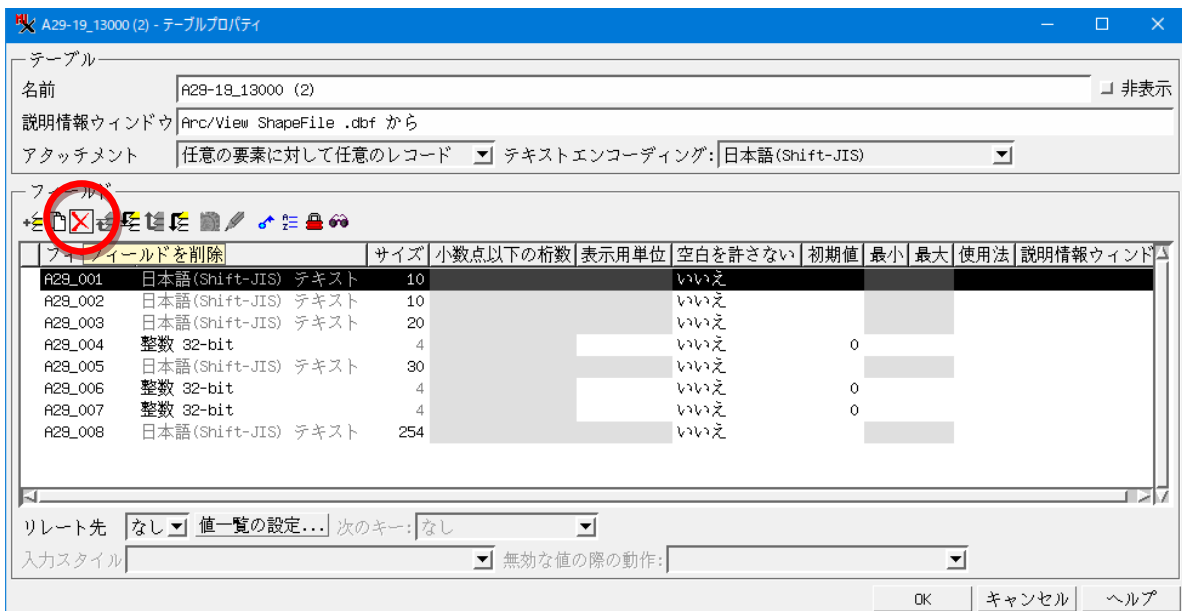 A29-19_13000 (2) - テーブルプロパティ
テーブル
名前 A29-19_13000 (2) 非表示
説明情報ウィンドウ Arc/View ShapeFile .dbf から
アタッチメント 任意の要素に対して任意のレコード テキストエンコーディング: 日本語(Shift-JIS)
フィールド
フィ フィールドを削除 サイズ 小数点以下の桁数 表示用単位 空白を許さない 初期値 最小 最大 使用法 説明情報ウィンド
A29_001 日本語(Shift-JIS) テキスト 10 いいえ
A29_002 日本語(Shift-JIS) テキスト 10 いいえ
A29_003 日本語(Shift-JIS) テキスト 20 いいえ
A29_004 整数 32-bit 4 いいえ 0
A29_005 日本語(Shift-JIS) テキスト 30 いいえ
A29_006 整数 32-bit 4 いいえ 0
A29_007 整数 32-bit 4 いいえ 0
A29_008 日本語(Shift-JIS) テキスト 254 いいえ
リレート先 なし 値一覧の設定... 次のキー: なし
入力スタイル 無効な値の際の動作:
OK キャンセル ヘルプ